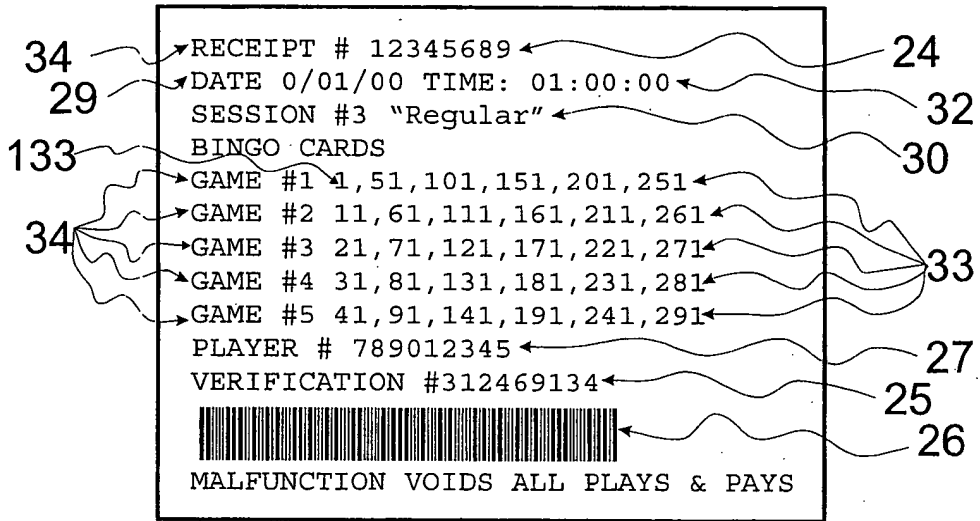 34 RECEIPT # 12345689 24
29 DATE 0/01/00 TIME: 01:00:00 32
SESSION #3 "Regular" 30
133 BINGO CARDS
GAME #1 1,51,101,151,201,251
GAME #2 11,61,111,161,211,261
34 GAME #3 21,71,121,171,221,271 33
GAME #4 31,81,131,181,231,281
GAME #5 41,91,141,191,241,291
PLAYER # 789012345 27
VERIFICATION #312469134 25
26
MALFUNCTION VOIDS ALL PLAYS & PAYS